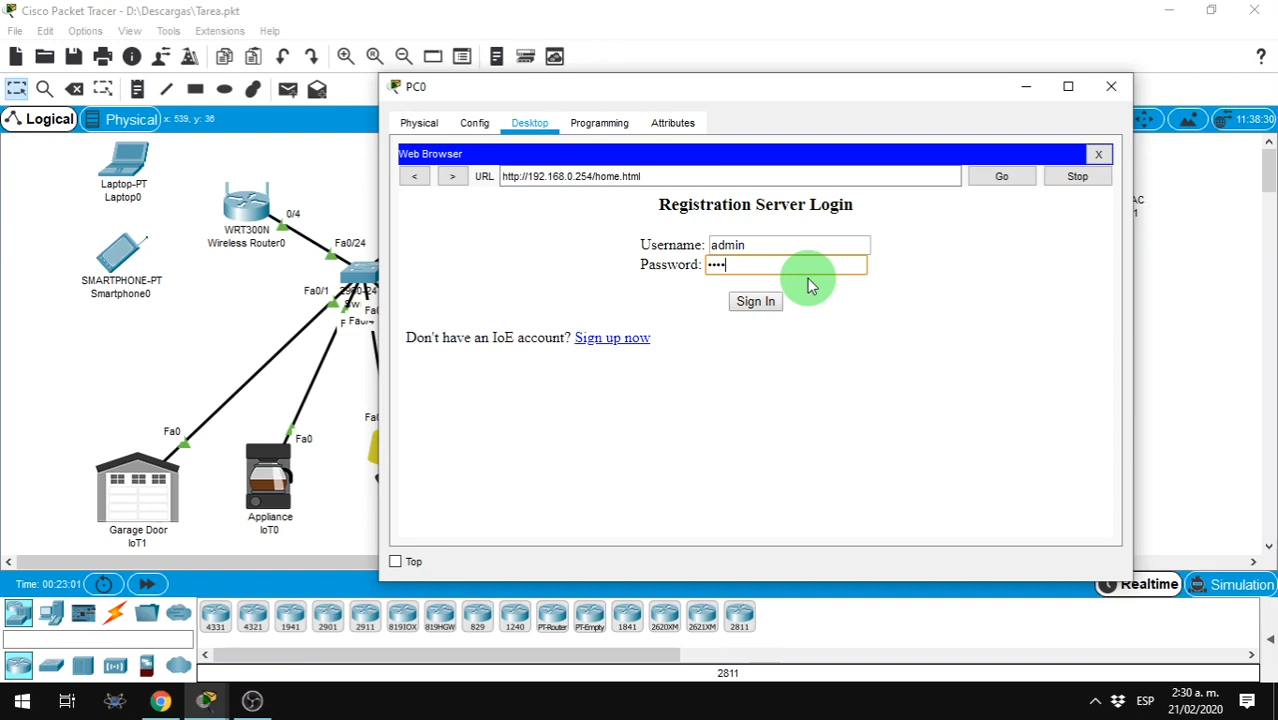 Cisco Packet Tracer - D:\Descargas\Tarea.pkt
File Edit Options View Tools Extensions Help
?
PC0
Logical Physical x: 539, y: 36
11:38:30
Physical Config Desktop Programming Attributes
Web Browser X
< > URL http://192.168.0.254/home.html Go Stop
Registration Server Login
Username: admin
Password: ••••
Sign In
Don't have an IoE account? Sign up now
Top
Laptop-PT
Laptop0
0/4
WRT300N
Wireless Router0
Fa0/24
SMARTPHONE-PT
Smartphone0
Fa0/1
Fa0
Fa0
Garage Door
IoT1
Appliance
IoT0
AC
1
Time: 00:23:01
Realtime Simulation
4331 4321 1941 2901 2911 819IOX 819HGW 829 1240 PT-Router PT-Empty 1841 2620XM 2621XM 2811
2811
ESP
2:30 a. m.
21/02/2020